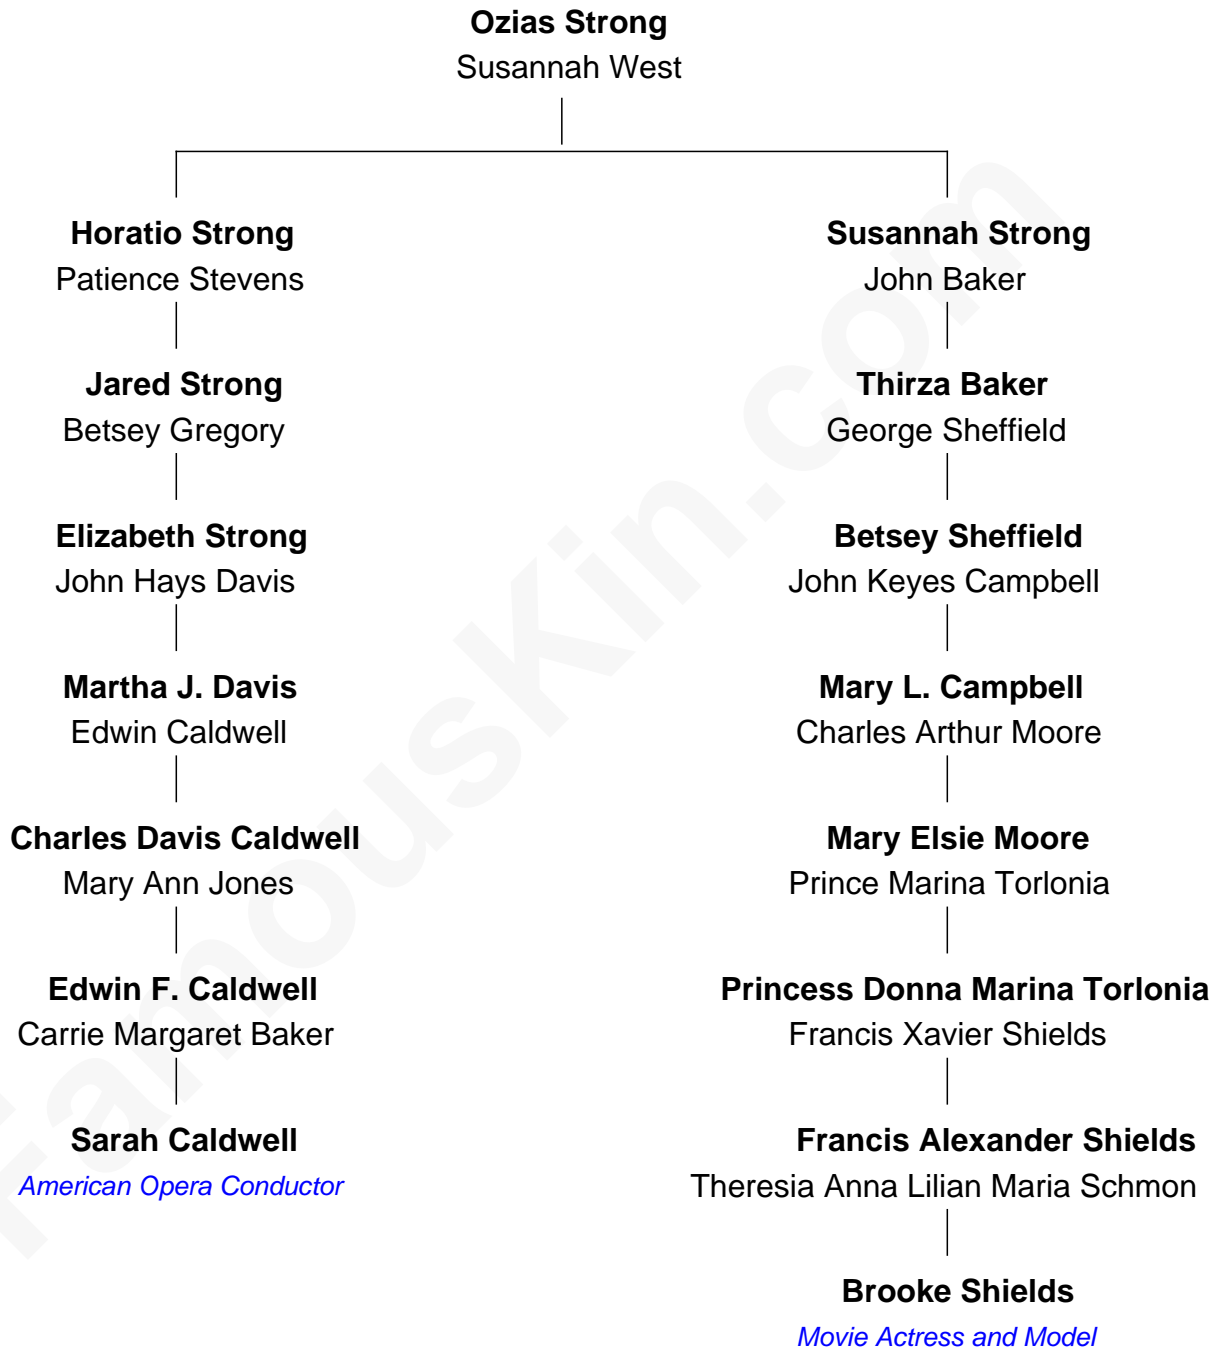 Ozias Strong
Susannah West
Horatio Strong
Patience Stevens
Susannah Strong
John Baker
Jared Strong
Betsey Gregory
Thirza Baker
George Sheffield
Elizabeth Strong
John Hays Davis
Betsey Sheffield
John Keyes Campbell
Martha J. Davis
Edwin Caldwell
Mary L. Campbell
Charles Arthur Moore
Charles Davis Caldwell
Mary Ann Jones
Mary Elsie Moore
Prince Marina Torlonia
Edwin F. Caldwell
Carrie Margaret Baker
Princess Donna Marina Torlonia
Francis Xavier Shields
Sarah Caldwell
American Opera Conductor
Francis Alexander Shields
Theresia Anna Lilian Maria Schmon
Brooke Shields
Movie Actress and Model
FamousKin.com